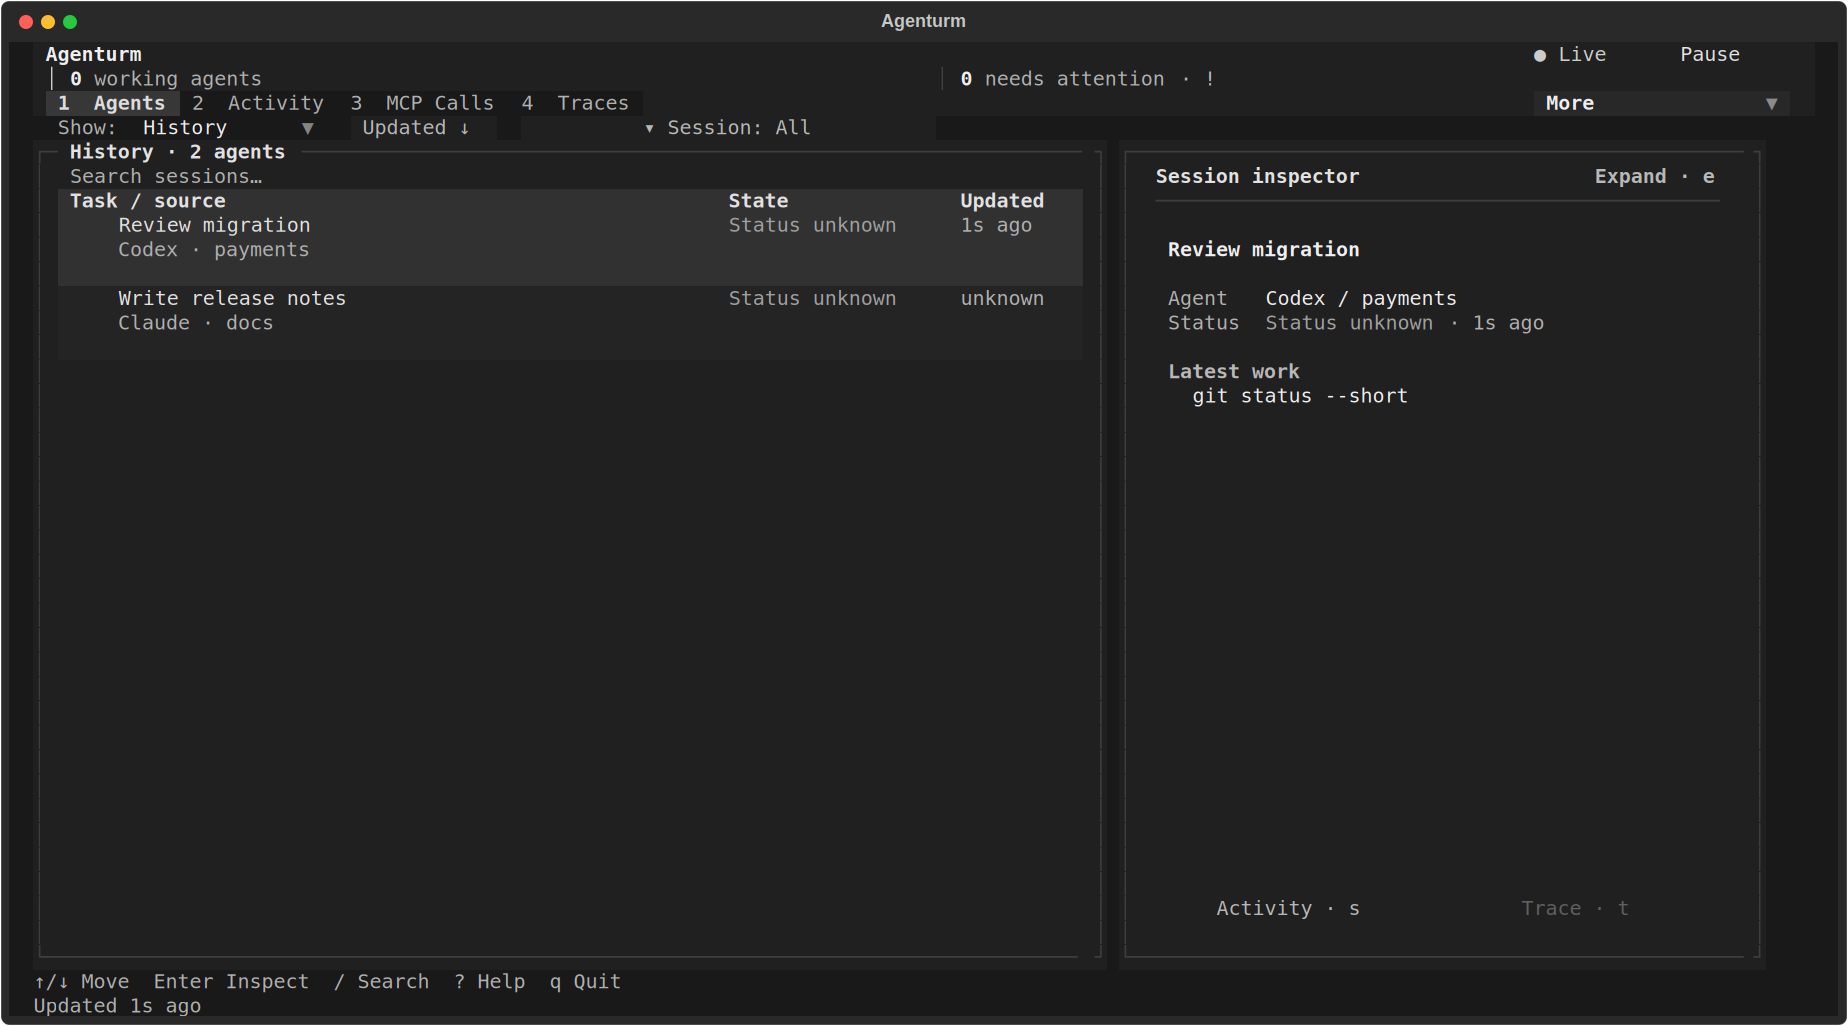 Agenturm
Agenturm
● Live Pause
0 working agents 0 needs attention · !
1 Agents 2 Activity 3 MCP Calls 4 Traces More ▼
Show: History ▼ Updated ↓ ▾ Session: All
History · 2 agents
Search sessions…
Task / source State Updated
Review migration Status unknown 1s ago
Codex · payments
Write release notes Status unknown unknown
Claude · docs
Session inspector Expand · e
Review migration
Agent Codex / payments
Status Status unknown · 1s ago
Latest work
git status --short
Activity · s Trace · t
↑/↓ Move Enter Inspect / Search ? Help q Quit
Updated 1s ago